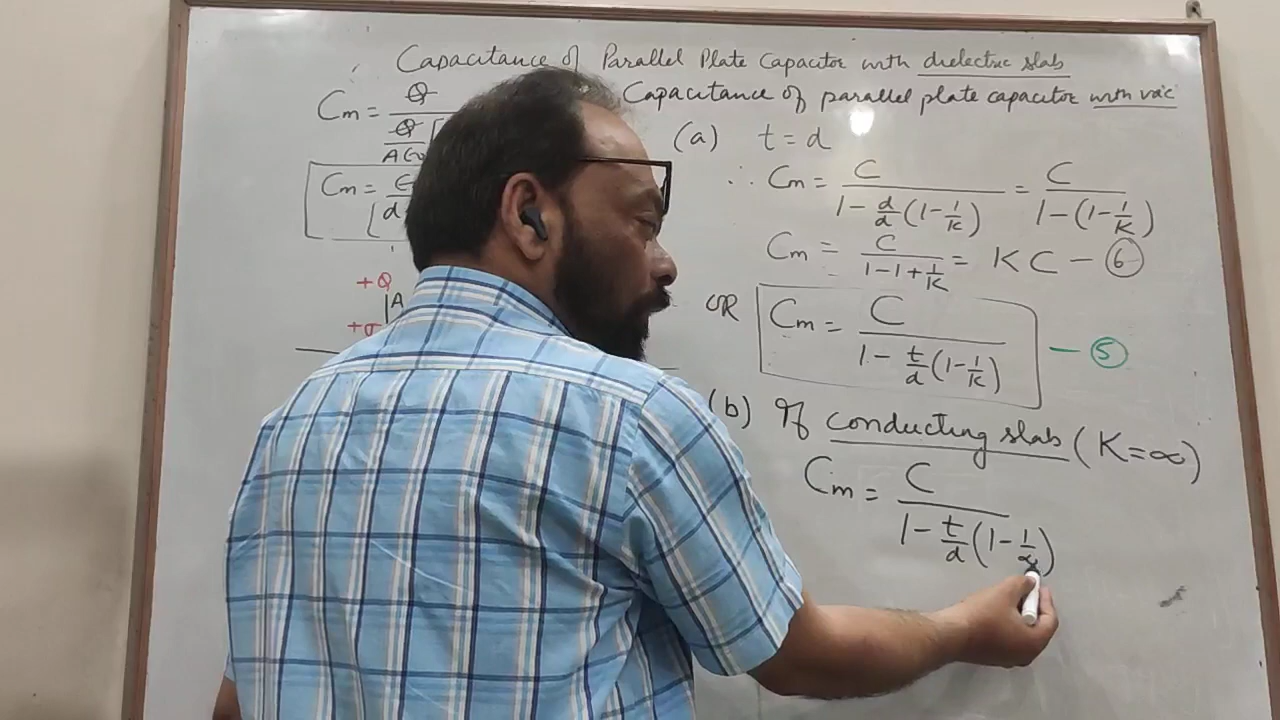 Capacitance of Parallel Plate Capacitor with dielectric slab
Cm = Q
Q [
A
Cm =
d
+Q
A
+σ
Capacitance of parallel plate capacitor with vac
(a) t = d
∴ Cm = C / 1 - d/d (1 - 1/K) = C / 1 - (1 - 1/K)
Cm = C / 1 - 1 + 1/K = KC - ⑥
OR Cm = C / 1 - t/d (1 - 1/K) - ⑤
(b) If conducting slab (K = ∞)
Cm = C / 1 - t/d (1 - 1/∞)